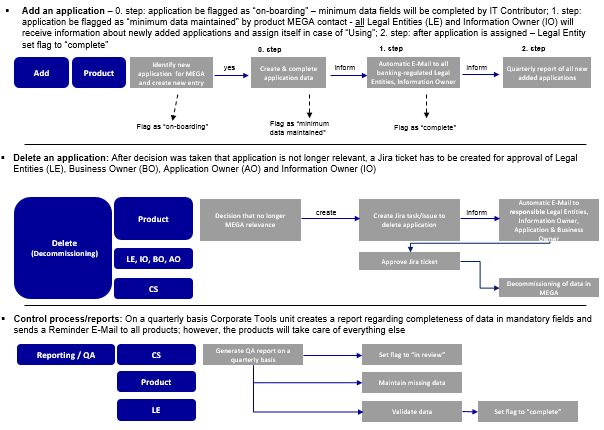 ▪ Add an application – 0. step: application be flagged as “on-boarding” – minimum data fields will be completed by IT Contributor; 1. step:
application be flagged as “minimum data maintained” by product MEGA contact - all Legal Entities (LE) and Information Owner (IO) will
receive information about newly added applications and assign itself in case of “Using”; 2. step: after application is assigned – Legal Entity
set flag to “complete”
0. step
1. step
2. step
Add
Product
Identify new
application for MEGA
and create new entry
yes
Create & complete
application data
inform
Automatic E-Mail to all
banking-regulated Legal
Entities, Information Owner
inform
Quarterly report of all new
added applications
Flag as “on-boarding”
Flag as “minimum
data maintained”
Flag as “complete”
▪ Delete an application: After decision was taken that application is not longer relevant, a Jira ticket has to be created for approval of Legal
Entities (LE), Business Owner (BO), Application Owner (AO) and Information Owner (IO)
Delete
(Decommissioning)
Product
LE, IO, BO, AO
CS
Decision that no longer
MEGA relevance
create
Create Jira task/issue to
delete application
inform
Automatic E-Mail to
responsible Legal Entities,
Information Owner,
Application & Business
Owner
Approve Jira ticket
Decommissioning of data in
MEGA
▪ Control process/reports: On a quarterly basis Corporate Tools unit creates a report regarding completeness of data in mandatory fields and
sends a Reminder E-Mail to all products; however, the products will take care of everything else
Reporting / QA
CS
Product
LE
Generate QA report on a
quarterly basis
Set flag to “in review”
Maintain missing data
Validate data
Set flag to “complete”